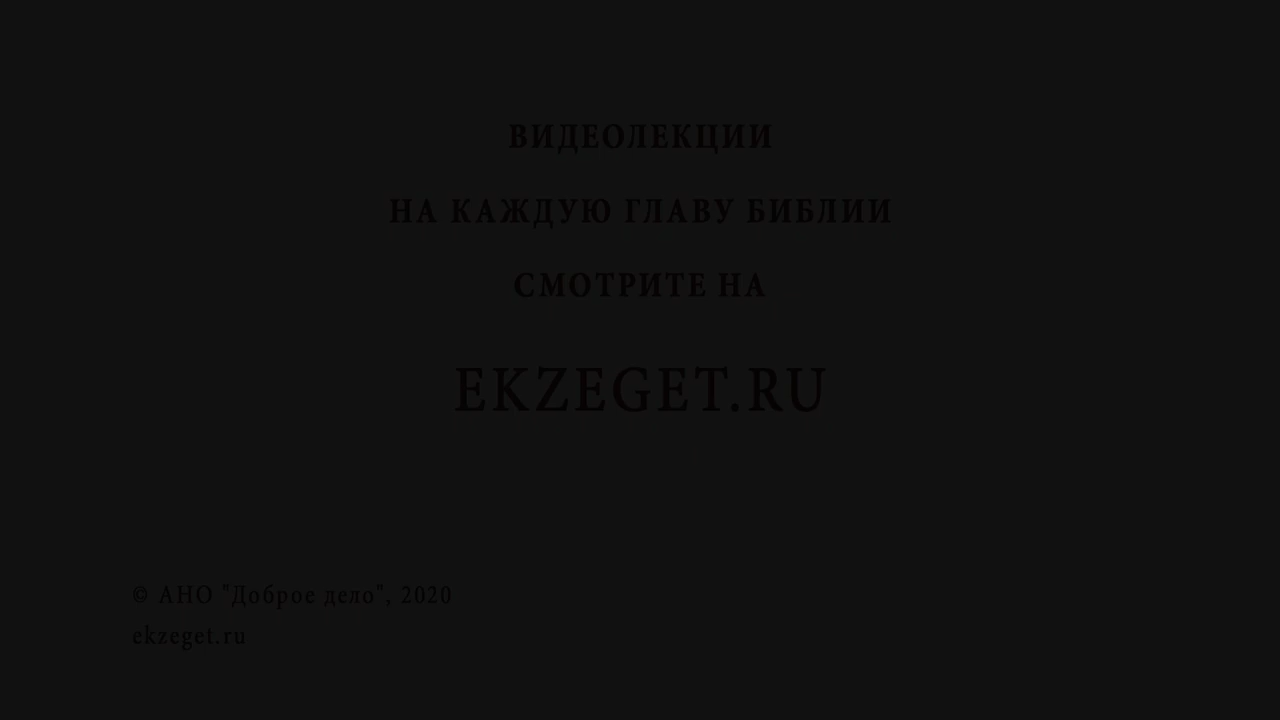 ВИДЕОЛЕКЦИИ
НА КАЖДУЮ ГЛАВУ БИБЛИИ
СМОТРИТЕ НА
EKZEGET.RU
© АНО "Доброе дело", 2020
ekzeget.ru